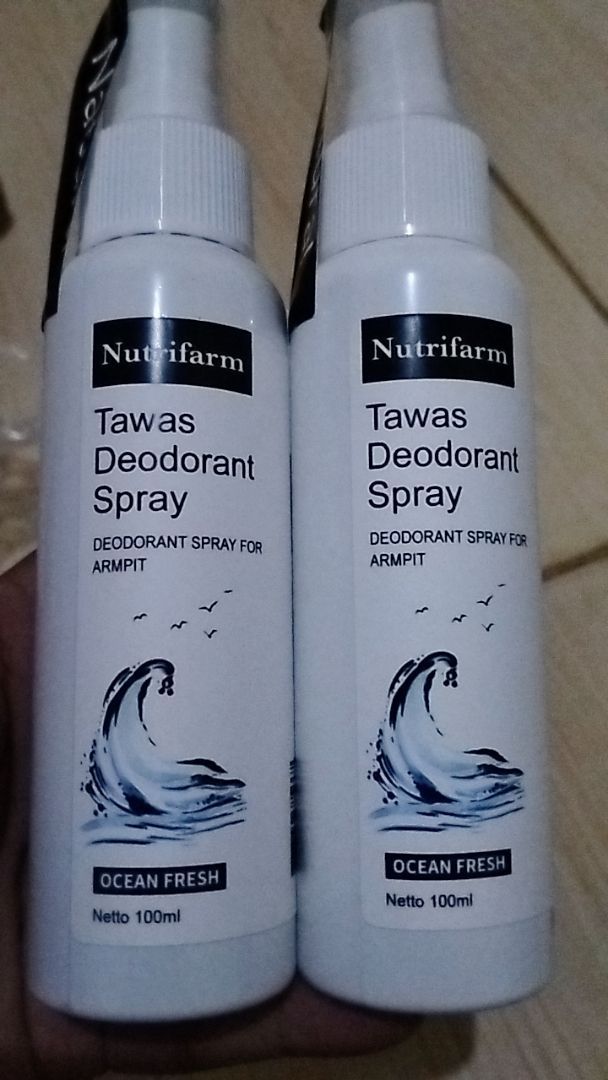 Nutrifarm
Tawas
Deodorant
Spray
DEODORANT SPRAY FOR
ARMPIT
OCEAN FRESH
Netto 100ml
Nutrifarm
Tawas
Deodorant
Spray
DEODORANT SPRAY FOR
ARMPIT
OCEAN FRESH
Netto 100ml